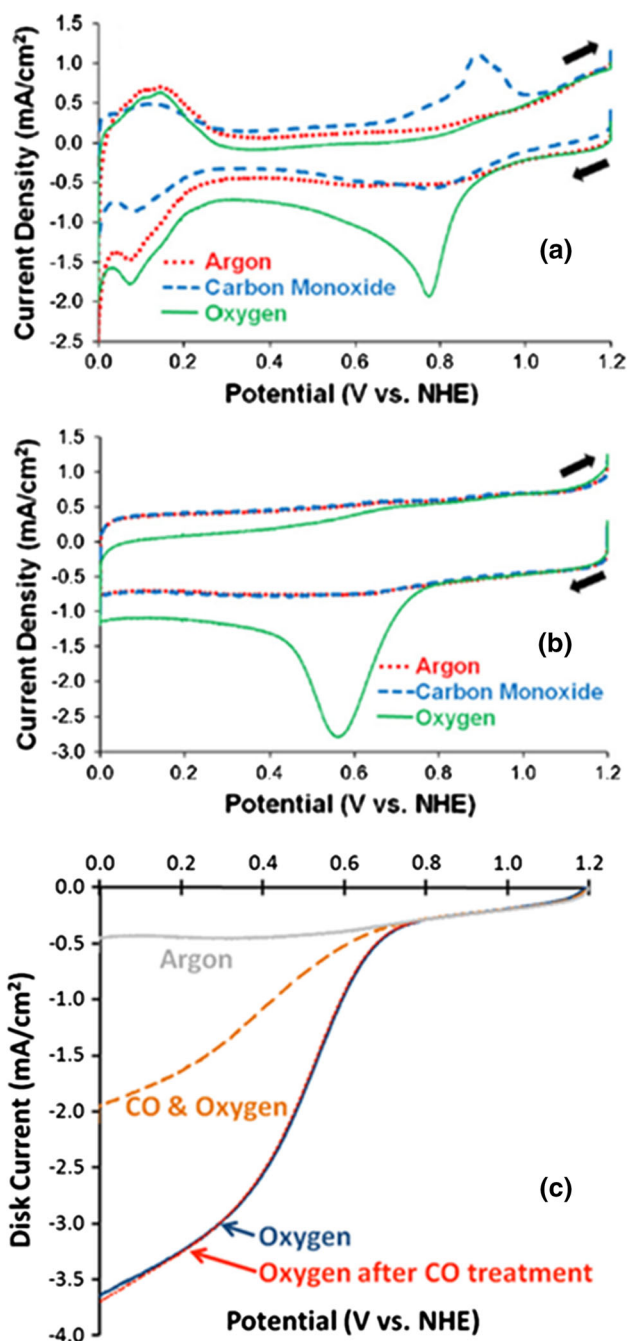 Current Density (mA/cm²)
1.5
1.0
0.5
0.0
-0.5
-1.0
-1.5
-2.0
-2.5
Argon
Carbon Monoxide
Oxygen
(a)
0.0 0.2 0.4 0.6 0.8 1.0 1.2
Potential (V vs. NHE)
Current Density (mA/cm²)
1.5
1.0
0.5
0.0
-0.5
-1.0
-1.5
-2.0
-2.5
-3.0
(b)
Argon
Carbon Monoxide
Oxygen
0.0 0.2 0.4 0.6 0.8 1.0 1.2
Potential (V vs. NHE)
0.0 0.2 0.4 0.6 0.8 1.0 1.2
Disk Current (mA/cm²)
0.0
-0.5
-1.0
-1.5
-2.0
-2.5
-3.0
-3.5
-4.0
Argon
CO & Oxygen
(c)
Oxygen
Oxygen after CO treatment
Potential (V vs. NHE)